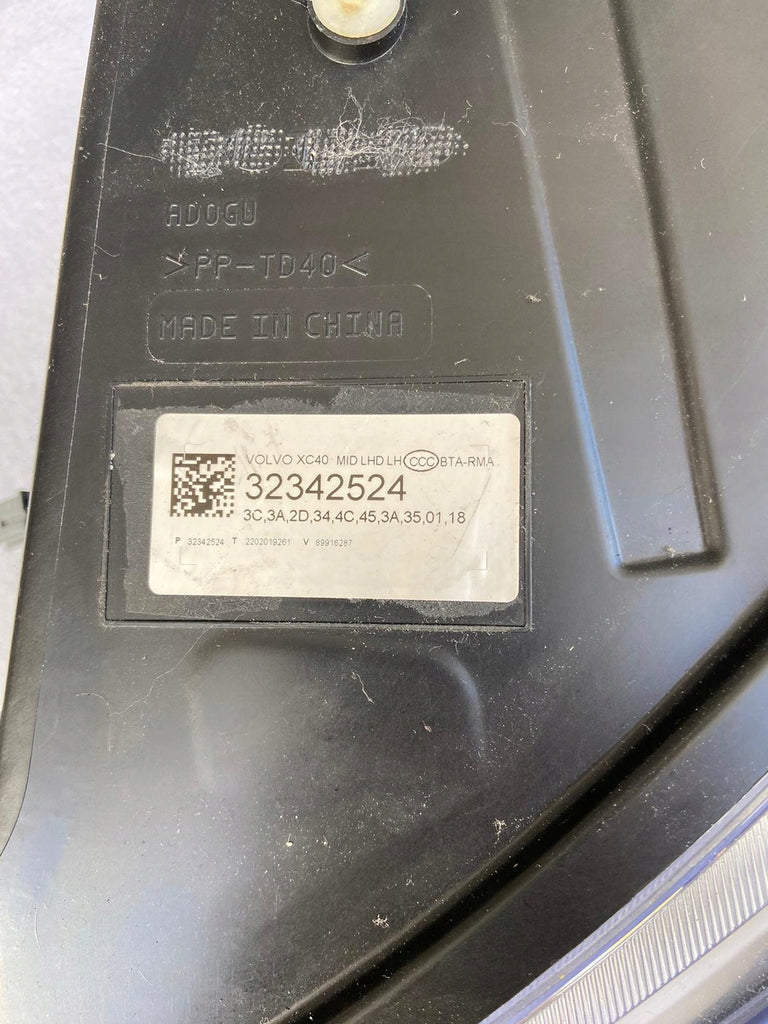 ADOGU
>PP-TD40<
MADE IN CHINA
VOLVO XC40 MID LHD LH CCC BTA-RMA
32342524
3C,3A,2D,34,4C,45,3A,35,01,18
P 32342524 T 2202019261 V 89916287